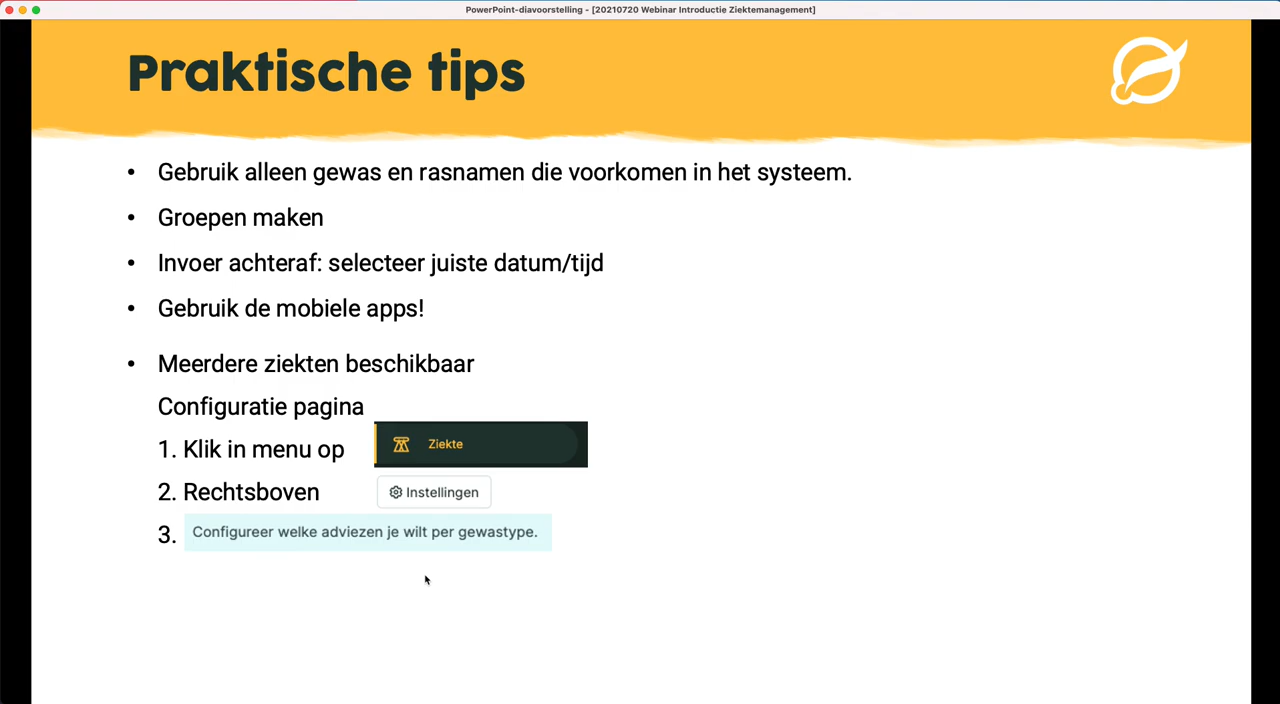 PowerPoint-diavoorstelling - [20210720 Webinar Introductie Ziektemanagement]
Praktische tips
• Gebruik alleen gewas en rasnamen die voorkomen in het systeem.
• Groepen maken
• Invoer achteraf: selecteer juiste datum/tijd
• Gebruik de mobiele apps!
• Meerdere ziekten beschikbaar
Configuratie pagina
1. Klik in menu op Ziekte
2. Rechtsboven Instellingen
3. Configureer welke adviezen je wilt per gewastype.